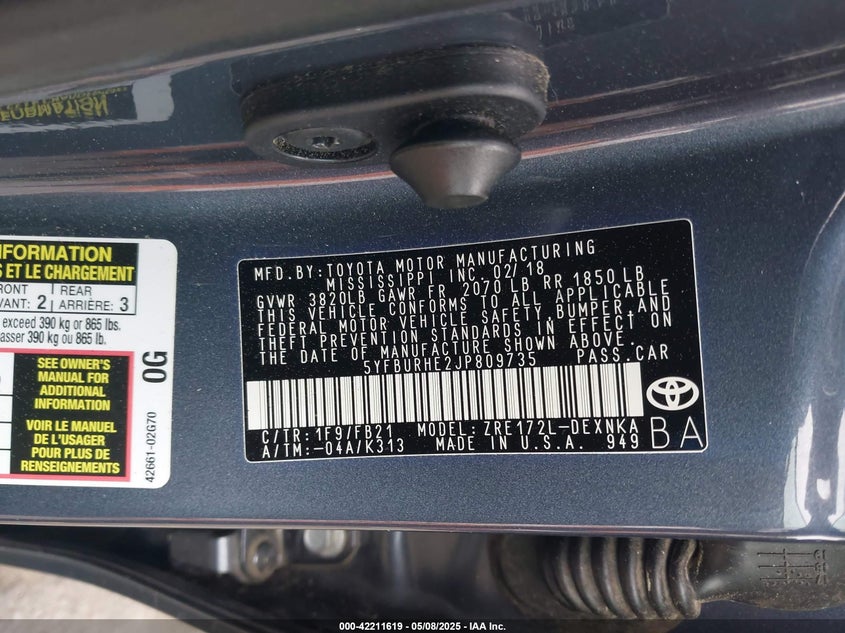 FORMATION
INFORMATION
S ET LE CHARGEMENT
FRONT
REAR
VANT: 2
ARRIÈRE: 3
exceed 390 kg or 865 lbs.
asser 390 kg ou 865 lb.
SEE OWNER'S
MANUAL FOR
ADDITIONAL
INFORMATION
VOIR LE MANUEL
DE L'USAGER
POUR PLUS DE
RENSEIGNEMENTS
0G
42661-02G70
MFD.BY:TOYOTA MOTOR MANUFACTURING
MISSISSIPPI INC. 02/18
GVWR 3820LB GAWR FR 2070 LB RR 1850 LB
THIS VEHICLE CONFORMS TO ALL APPLICABLE
FEDERAL MOTOR VEHICLE SAFETY, BUMPER, AND
THEFT PREVENTION STANDARDS IN EFFECT ON
THE DATE OF MANUFACTURE SHOWN ABOVE.
5YFBURHE2JP809735 PASS.CAR
C/TR:1F9/FB21 MODEL: ZRE172L-DEXNKA
A/TM:-04A/K313 MADE IN U.S.A. 949
BA
000-42211619 | 05/08/2025 – IAA Inc.